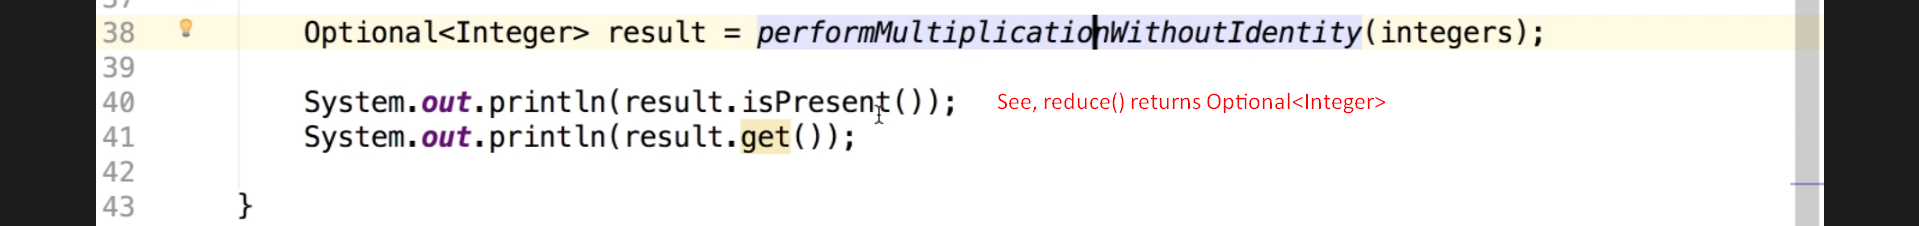 37
38 Optional<Integer> result = performMultiplicationWithoutIdentity(integers);
39
40 System.out.println(result.isPresent()); See, reduce() returns Optional<Integer>
41 System.out.println(result.get());
42
43 }